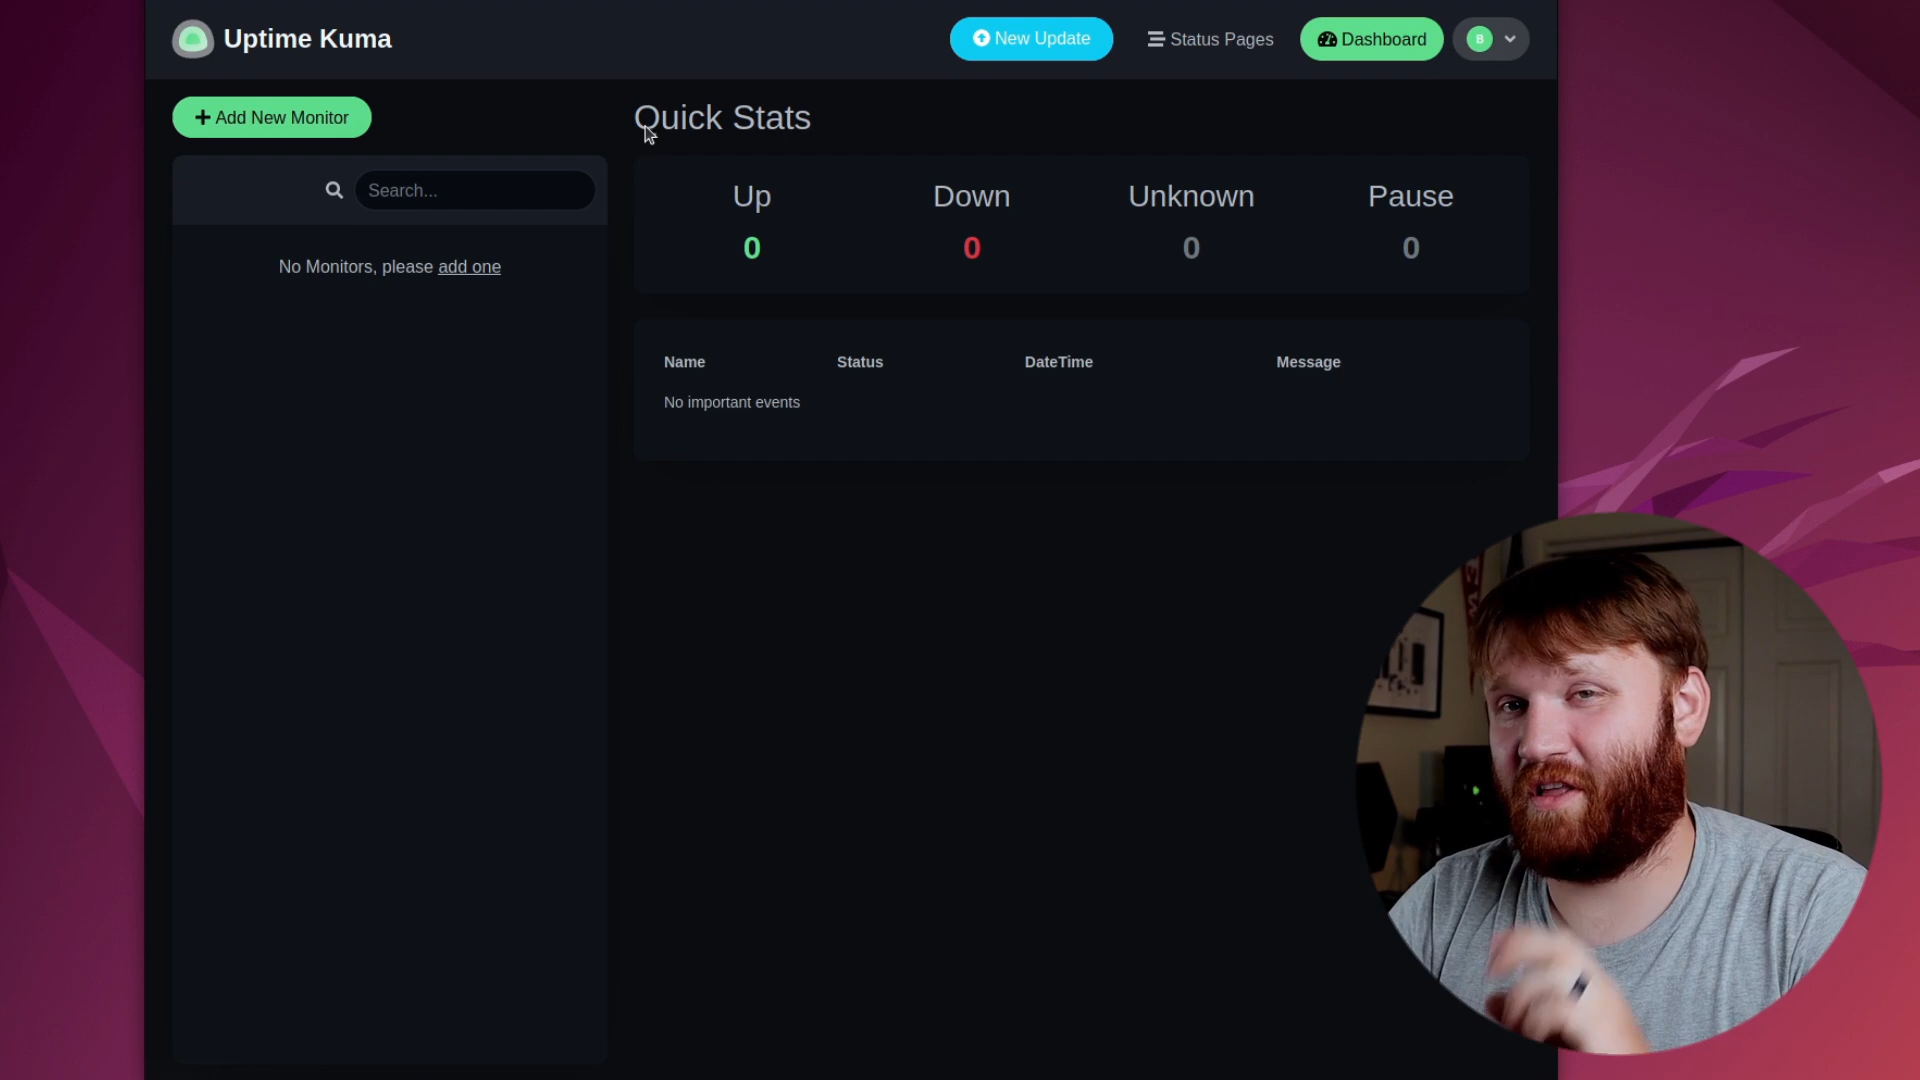 Uptime Kuma
New Update
Status Pages
Dashboard
B
Add New Monitor
Quick Stats
Search...
No Monitors, please add one
Up
Down
Unknown
Pause
0
0
0
0
Name
Status
DateTime
Message
No important events